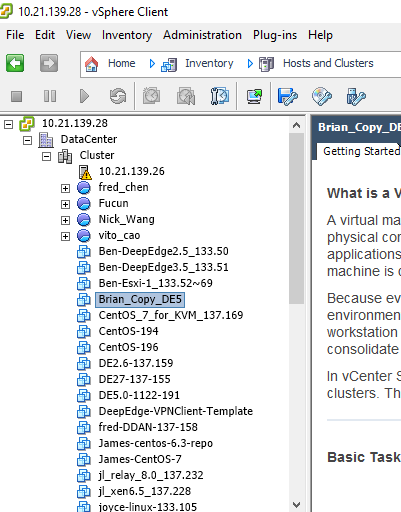 10.21.139.28 - vSphere Client
File Edit View Inventory Administration Plug-ins Help
Home Inventory Hosts and Clusters
10.21.139.28
DataCenter
Cluster
10.21.139.26
fred_chen
Fucun
Nick_Wang
vito_cao
Ben-DeepEdge2.5_133.50
Ben-DeepEdge3.5_133.51
Ben-Esxi-1_133.52~69
Brian_Copy_DE5
CentOS_7_for_KVM_137.169
CentOS-194
CentOS-196
DE2.6-137.159
DE27-137-155
DE5.0-1122-191
DeepEdge-VPNClient-Template
fred-DDAN-137-158
James-centos-6.3-repo
James-CentOS-7
jl_relay_8.0_137.232
jl_xen6.5_137.228
joyce-linux-133.105
Brian_Copy_DE
Getting Started
What is a V
A virtual ma
physical con
applications
machine is c
Because ev
environmen
workstation
consolidate
In vCenter S
clusters. Th
Basic Task